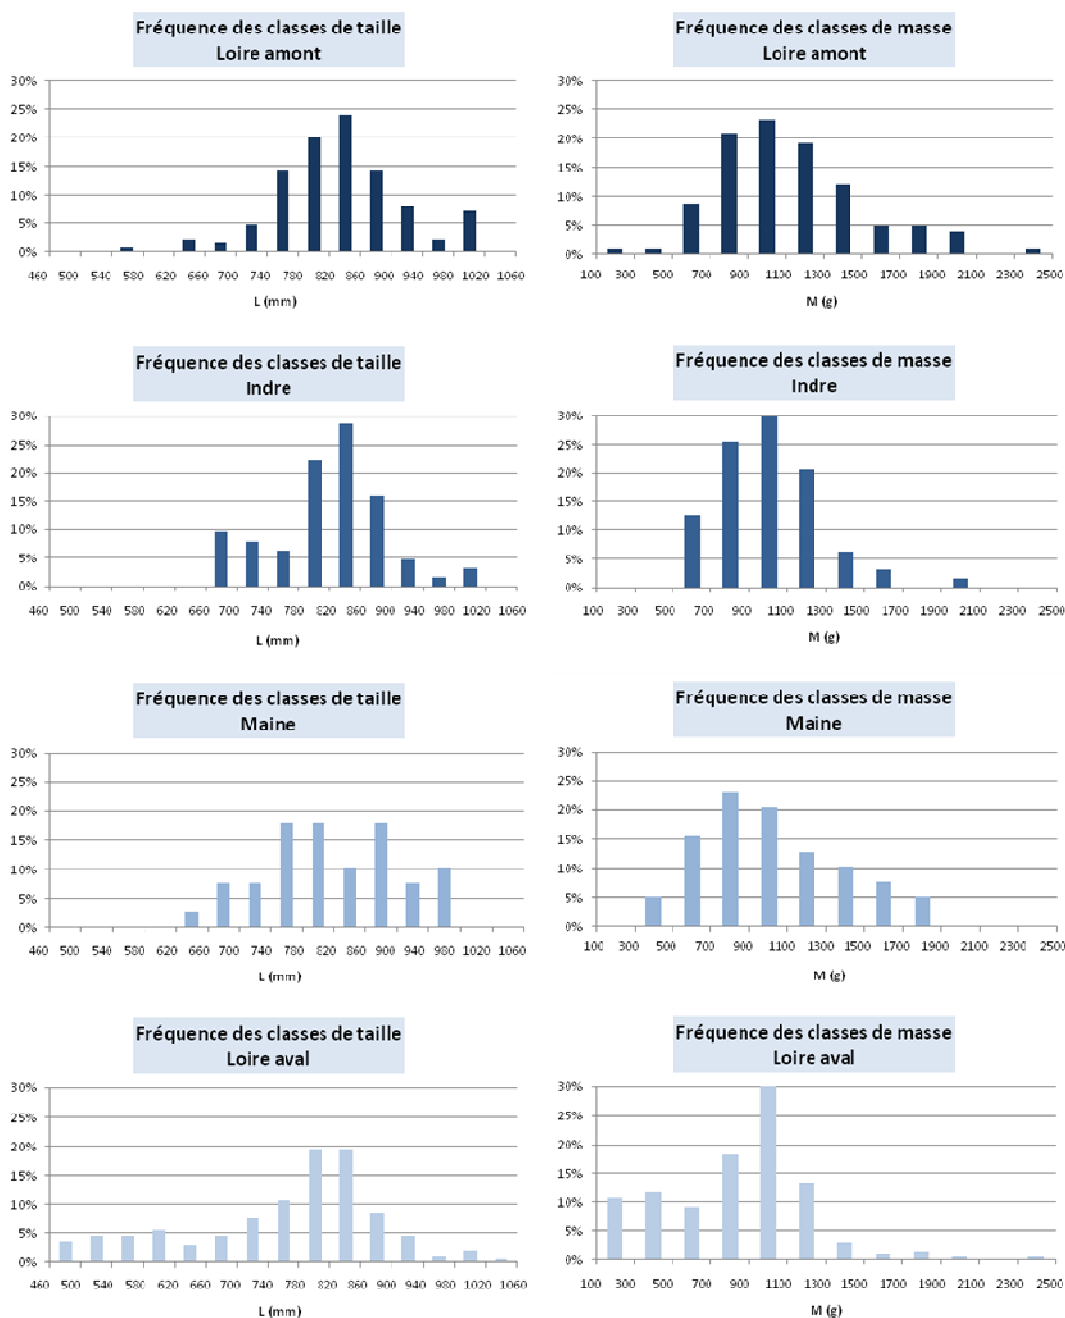 Fréquence des classes de taille
Loire amont
30%
25%
20%
15%
10%
5%
0%
460 500 540 580 620 660 700 740 780 820 860 900 940 980 1020 1060
L (mm)
Fréquence des classes de masse
Loire amont
30%
25%
20%
15%
10%
5%
0%
100 300 500 700 900 1100 1300 1500 1700 1900 2100 2300 2500
M (g)
Fréquence des classes de taille
Indre
30%
25%
20%
15%
10%
5%
0%
460 500 540 580 620 660 700 740 780 820 860 900 940 980 1020 1060
L (mm)
Fréquence des classes de masse
Indre
30%
25%
20%
15%
10%
5%
0%
100 300 500 700 900 1100 1300 1500 1700 1900 2100 2300 2500
M (g)
Fréquence des classes de taille
Maine
30%
25%
20%
15%
10%
5%
0%
460 500 540 580 620 660 700 740 780 820 860 900 940 980 1020 1060
L (mm)
Fréquence des classes de masse
Maine
30%
25%
20%
15%
10%
5%
0%
100 300 500 700 900 1100 1300 1500 1700 1900 2100 2300 2500
M (g)
Fréquence des classes de taille
Loire aval
30%
25%
20%
15%
10%
5%
0%
460 500 540 580 620 660 700 740 780 820 860 900 940 980 1020 1060
L (mm)
Fréquence des classes de masse
Loire aval
30%
25%
20%
15%
10%
5%
0%
100 300 500 700 900 1100 1300 1500 1700 1900 2100 2300 2500
M (g)